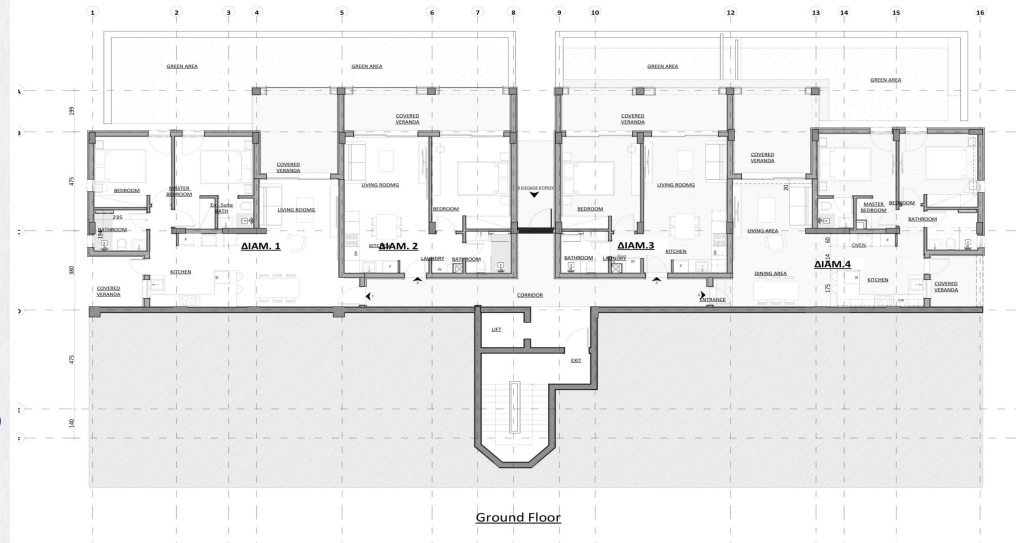 1 2 3 4 5 6 7 8 9 10 12 13 14 15 16
GREEN AREA GREEN AREA GREEN AREA
GREEN AREA
199
COVERED
VERANDA
COVERED
VERANDA
COVERED
VERANDA
COVERED
VERANDA
475
BEDROOM
MASTER
BEDROOM
LIVING ROOMG
LIVING ROOMG
20
235
En - Suite
BATH
LIVING ROOMG
BEDROOM
BEDROOM
MASTER
BEDROOM
BEDROOM
BATHROOM
LIVING AREA
BATHROOM
ΔΙΑΜ. 1
KITCHEN
ΔΙΑΜ. 2
LAUNDRY
BATHROOM
BATHROOM
LAUNDRY
ΔΙΑΜ.3
KITCHEN
60
OVEN
ΔΙΑΜ.4
380
KITCHEN
DINING AREA
KITCHEN
175
COVERED
VERANDA
CORRIDOR
ENTRANCE
COVERED
VERANDA
LIFT
EXIT
475
140
Ground Floor